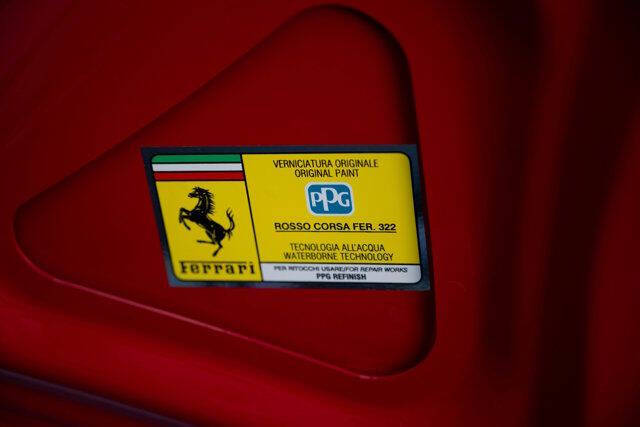 VERNICIATURA ORIGINALE
ORIGINAL PAINT
PPG
ROSSO CORSA FER. 322
TECNOLOGIA ALL'ACQUA
WATERBORNE TECHNOLOGY
Ferrari
PER RITOCCHI USARE/FOR REPAIR WORKS
PPG REFINISH